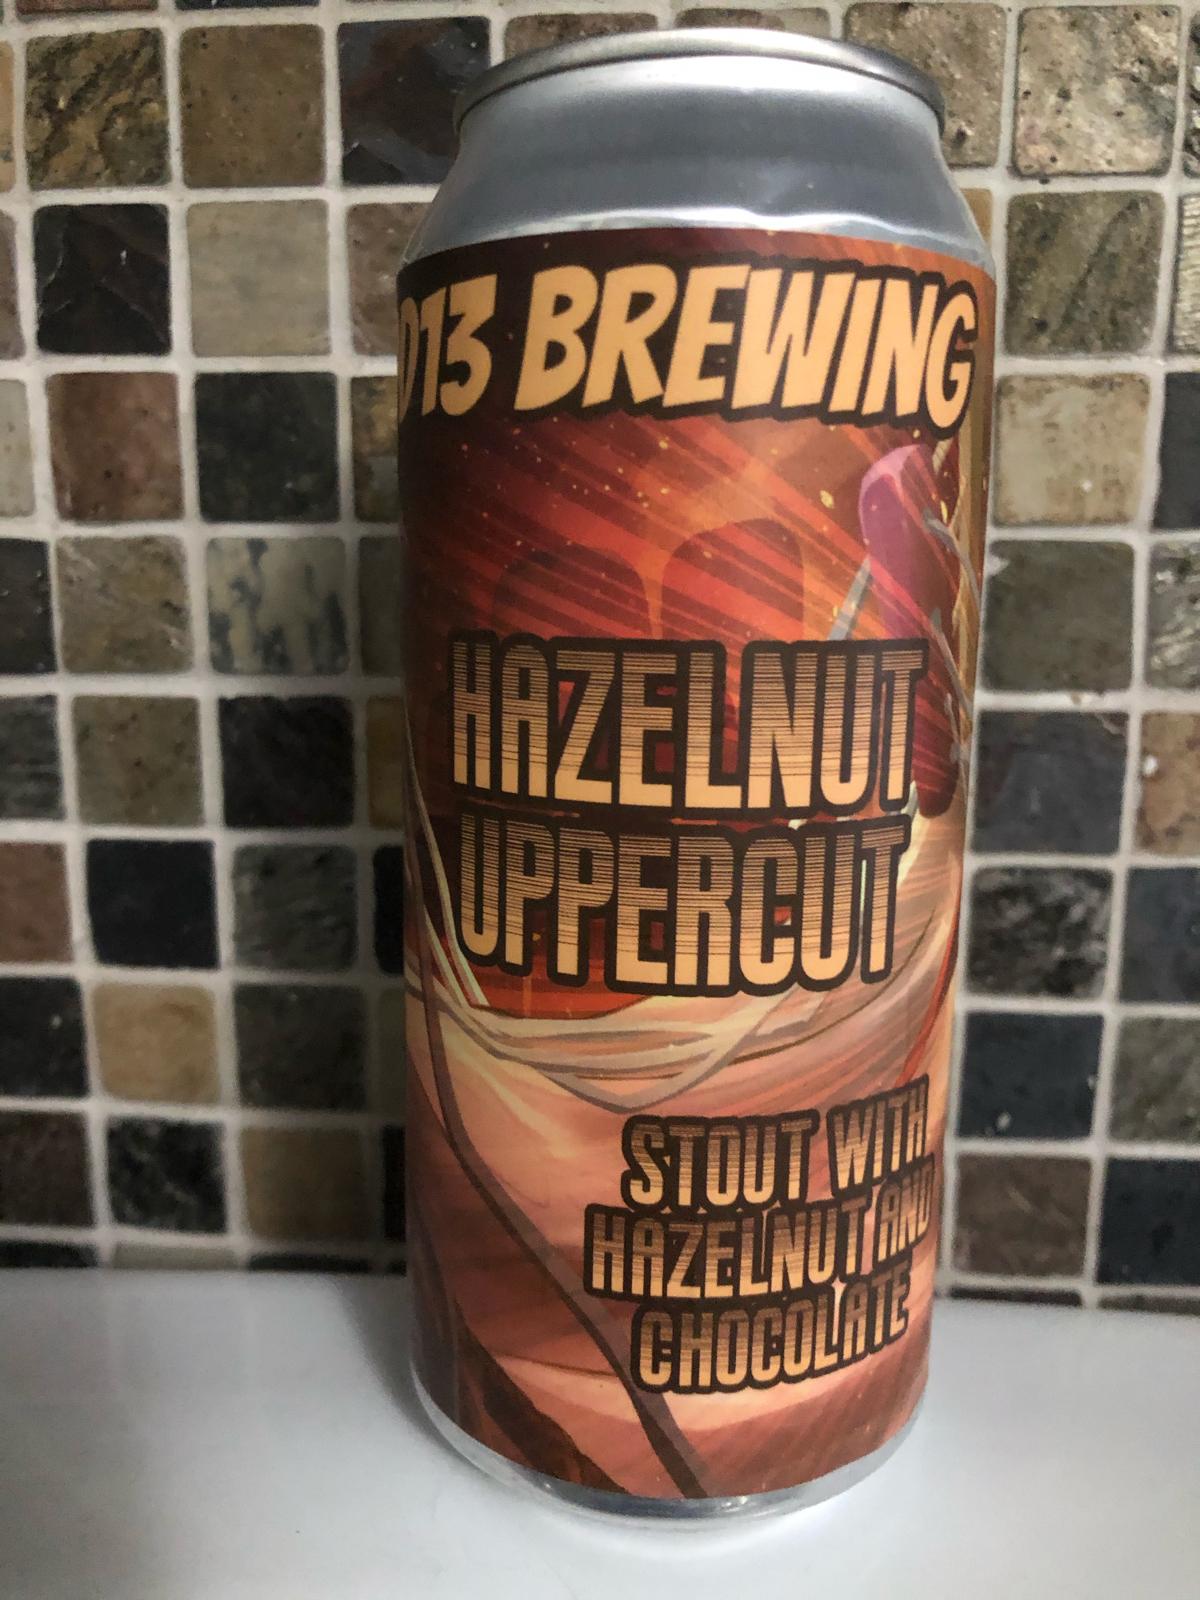 D13 BREWING
HAZELNUT
UPPERCUT
STOUT WITH
HAZELNUT AND
CHOCOLATE